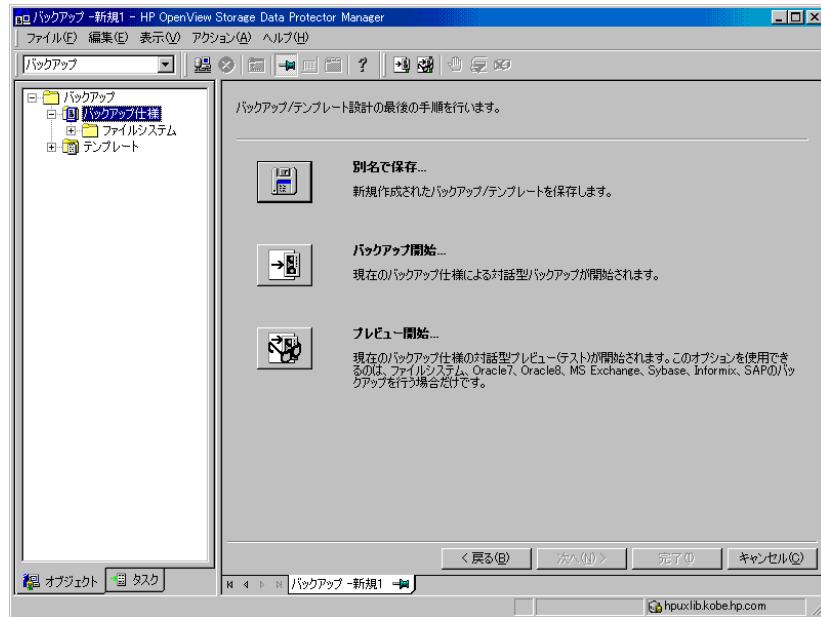 バックアップ -新規1 - HP OpenView Storage Data Protector Manager
ファイル(F) 編集(E) 表示(V) アクション(A) ヘルプ(H)
バックアップ
バックアップ
バックアップ仕様
ファイルシステム
テンプレート
バックアップ/テンプレート設計の最後の手順を行います。
別名で保存...
新規作成されたバックアップ/テンプレートを保存します。
バックアップ開始...
現在のバックアップ仕様による対話型バックアップが開始されます。
プレビュー開始...
現在のバックアップ仕様の対話型プレビュー(テスト)が開始されます。このオプションを使用でき
るのは、ファイルシステム、Oracle7、Oracle8、MS Exchange、Sybase、Informix、SAPのバッ
クアップを行う場合だけです。
< 戻る(B) 次へ(N) > 完了(I) キャンセル(C)
オブジェクト タスク
バックアップ -新規1
hpuxlib.kobe.hp.com